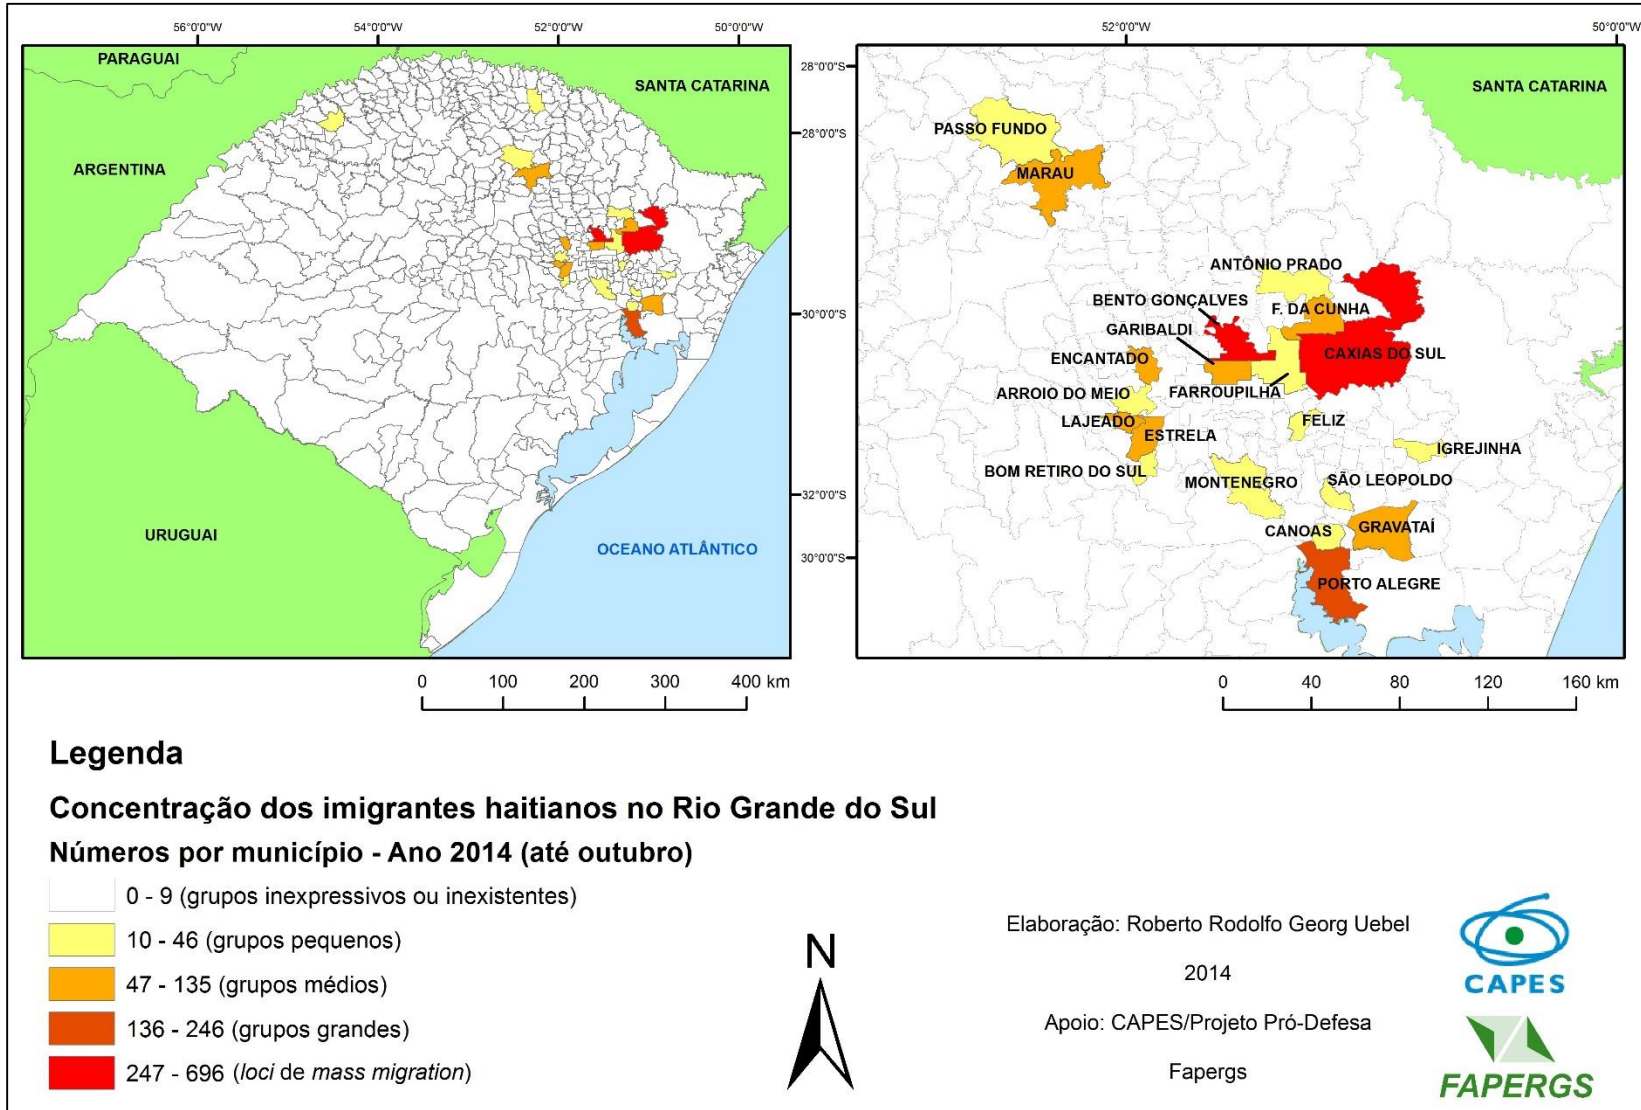 56°0'0"W
54°0'0"W
52°0'0"W
50°0'0"W
PARAGUAI
SANTA CATARINA
28°0'0"S
ARGENTINA
30°0'0"S
32°0'0"S
URUGUAI
OCEANO ATLÂNTICO
0 100 200 300 400 km
52°0'0"W
50°0'0"W
28°0'0"S
SANTA CATARINA
PASSO FUNDO
MARAU
ANTÔNIO PRADO
BENTO GONÇALVES
F. DA CUNHA
GARIBALDI
CAXIAS DO SUL
ENCANTADO
ARROIO DO MEIO
FARROUPILHA
LAJEADO
FELIZ
ESTRELA
IGREJINHA
BOM RETIRO DO SUL
MONTENEGRO
SÃO LEOPOLDO
CANOAS
GRAVATAÍ
30°0'0"S
PORTO ALEGRE
0 40 80 120 160 km
Legenda
Concentração dos imigrantes haitianos no Rio Grande do Sul
Números por município - Ano 2014 (até outubro)
0 - 9 (grupos inexpressivos ou inexistentes)
10 - 46 (grupos pequenos)
47 - 135 (grupos médios)
136 - 246 (grupos grandes)
247 - 696 (loci de mass migration)
N
Elaboração: Roberto Rodolfo Georg Uebel
2014
Apoio: CAPES/Projeto Pró-Defesa
Fapergs
CAPES
FAPERGS